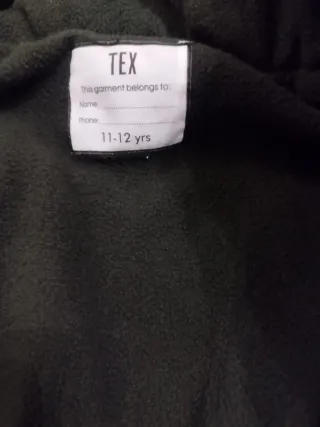 TEX
This garment belongs to:
Name:
Phone:
11-12 yrs